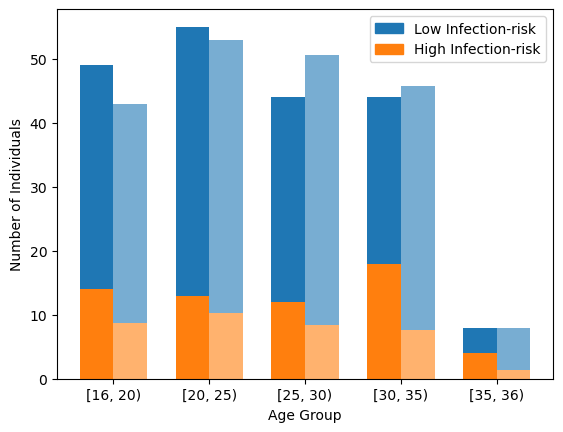 Low Infection-risk
High Infection-risk
50
40
30
20
10
0
Number of Individuals
[16, 20) [20, 25) [25, 30) [30, 35) [35, 36)
Age Group